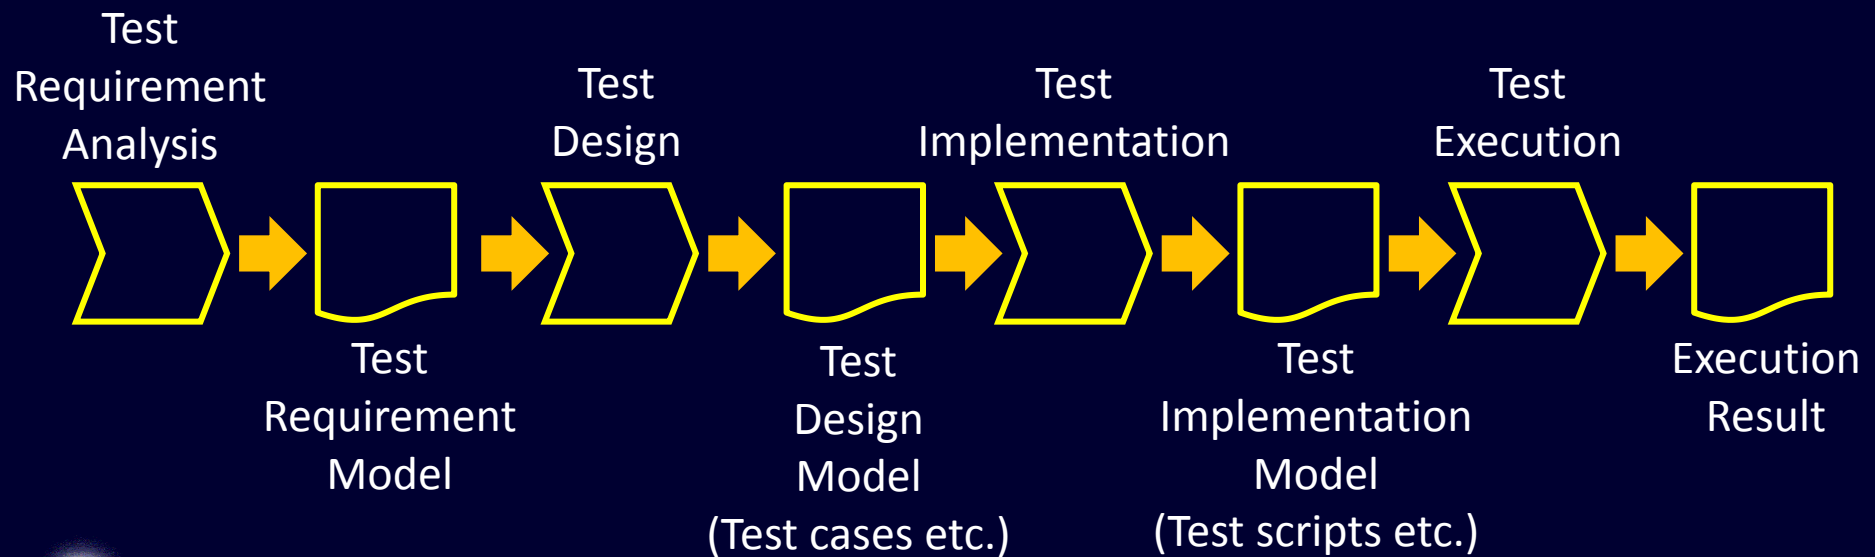 Test
Requirement
Analysis
Test
Requirement
Model
Test
Design
Test
Design
Model
(Test cases etc.)
Test
Implementation
Test
Implementation
Model
(Test scripts etc.)
Test
Execution
Execution
Result